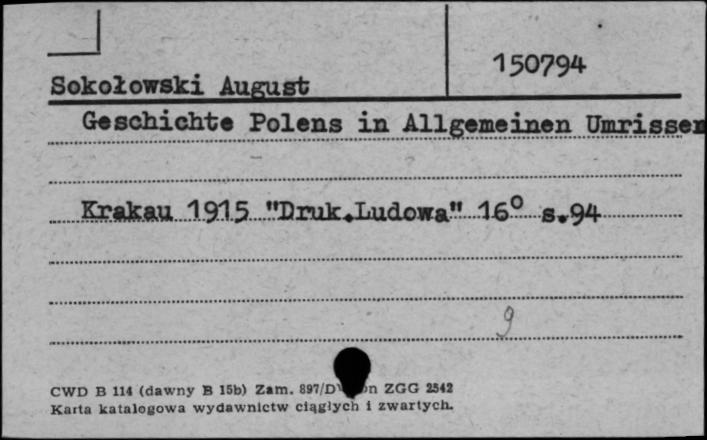 150794
Sokołowski August
Geschichte Polens in Allgemeinen Umrissen
Krakau 1915 "Druk.Ludowa" 16° s.94
9
CWD B 114 (dawny B 15b) Zam. 897/D ZGG 2542
Karta katalogowa wydawnictw ciągłych i zwartych.